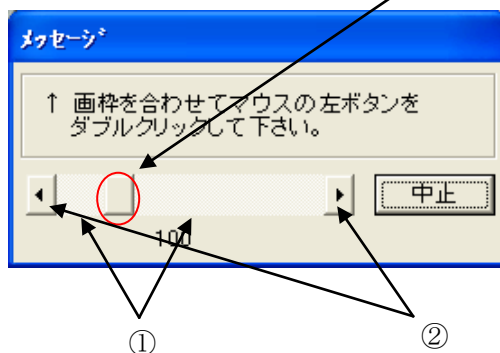 メッセージ
↑ 画枠を合わせてマウスの左ボタンを
ダブルクリックして下さい。
中止
100
①
②